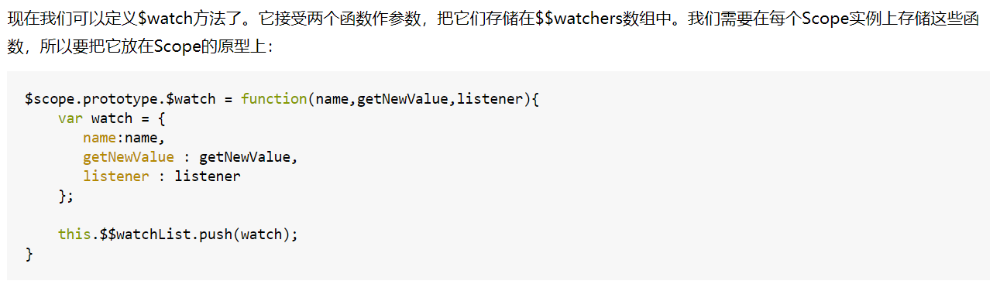 现在我们可以定义$watch方法了。它接受两个函数作参数，把它们存储在$$watchers数组中。我们需要在每个Scope实例上存储这些函
数，所以要把它放在Scope的原型上：
$scope.prototype.$watch = function(name,getNewValue,listener){
    var watch = {
       name:name,
       getNewValue : getNewValue,
       listener : listener
    };
    this.$$watchList.push(watch);
}